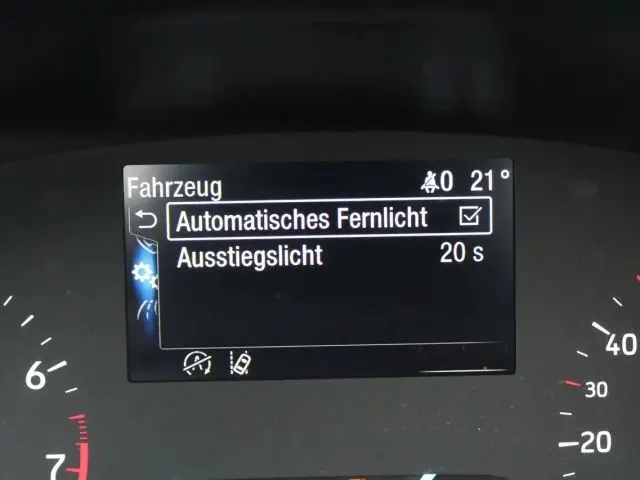 Fahrzeug 0 21°
Automatisches Fernlicht
Ausstiegslicht 20 s
A
6
7
40
30
20